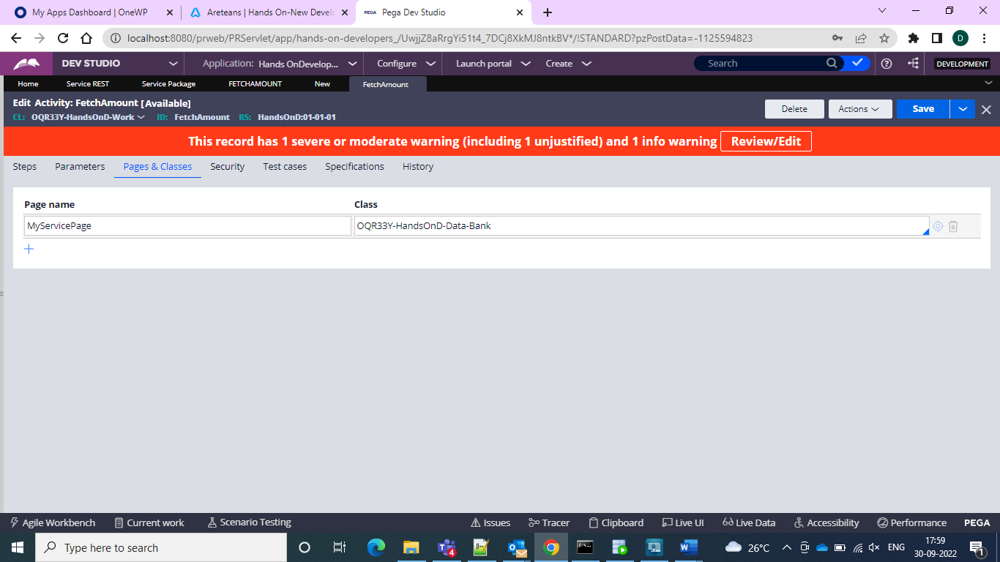 My Apps Dashboard | OneWP
Areteans | Hands On-New Develo
PEGA Pega Dev Studio
localhost:8080/prweb/PRServlet/app/hands-on-developers_/UwjjZ8aRrgYi51t4_7DCj8XkMJ8ntkBV*/!STANDARD?pzPostData=-1125594823
D
DEV STUDIO
Application: Hands OnDevelop...
Configure
Launch portal
Create
Search
DEVELOPMENT
Home
Service REST
Service Package
FETCHAMOUNT
New
FetchAmount
Edit Activity: FetchAmount [Available]
CL: OQR33Y-HandsOnD-Work ID: FetchAmount RS: HandsOnD:01-01-01
Delete
Actions
Save
This record has 1 severe or moderate warning (including 1 unjustified) and 1 info warning Review/Edit
Steps
Parameters
Pages & Classes
Security
Test cases
Specifications
History
Page name
Class
MyServicePage
OQR33Y-HandsOnD-Data-Bank
Agile Workbench
Current work
Scenario Testing
Issues
Tracer
Clipboard
Live UI
Live Data
Accessibility
Performance
PEGA
Type here to search
4
26°C
ENG
17:59
30-09-2022
1